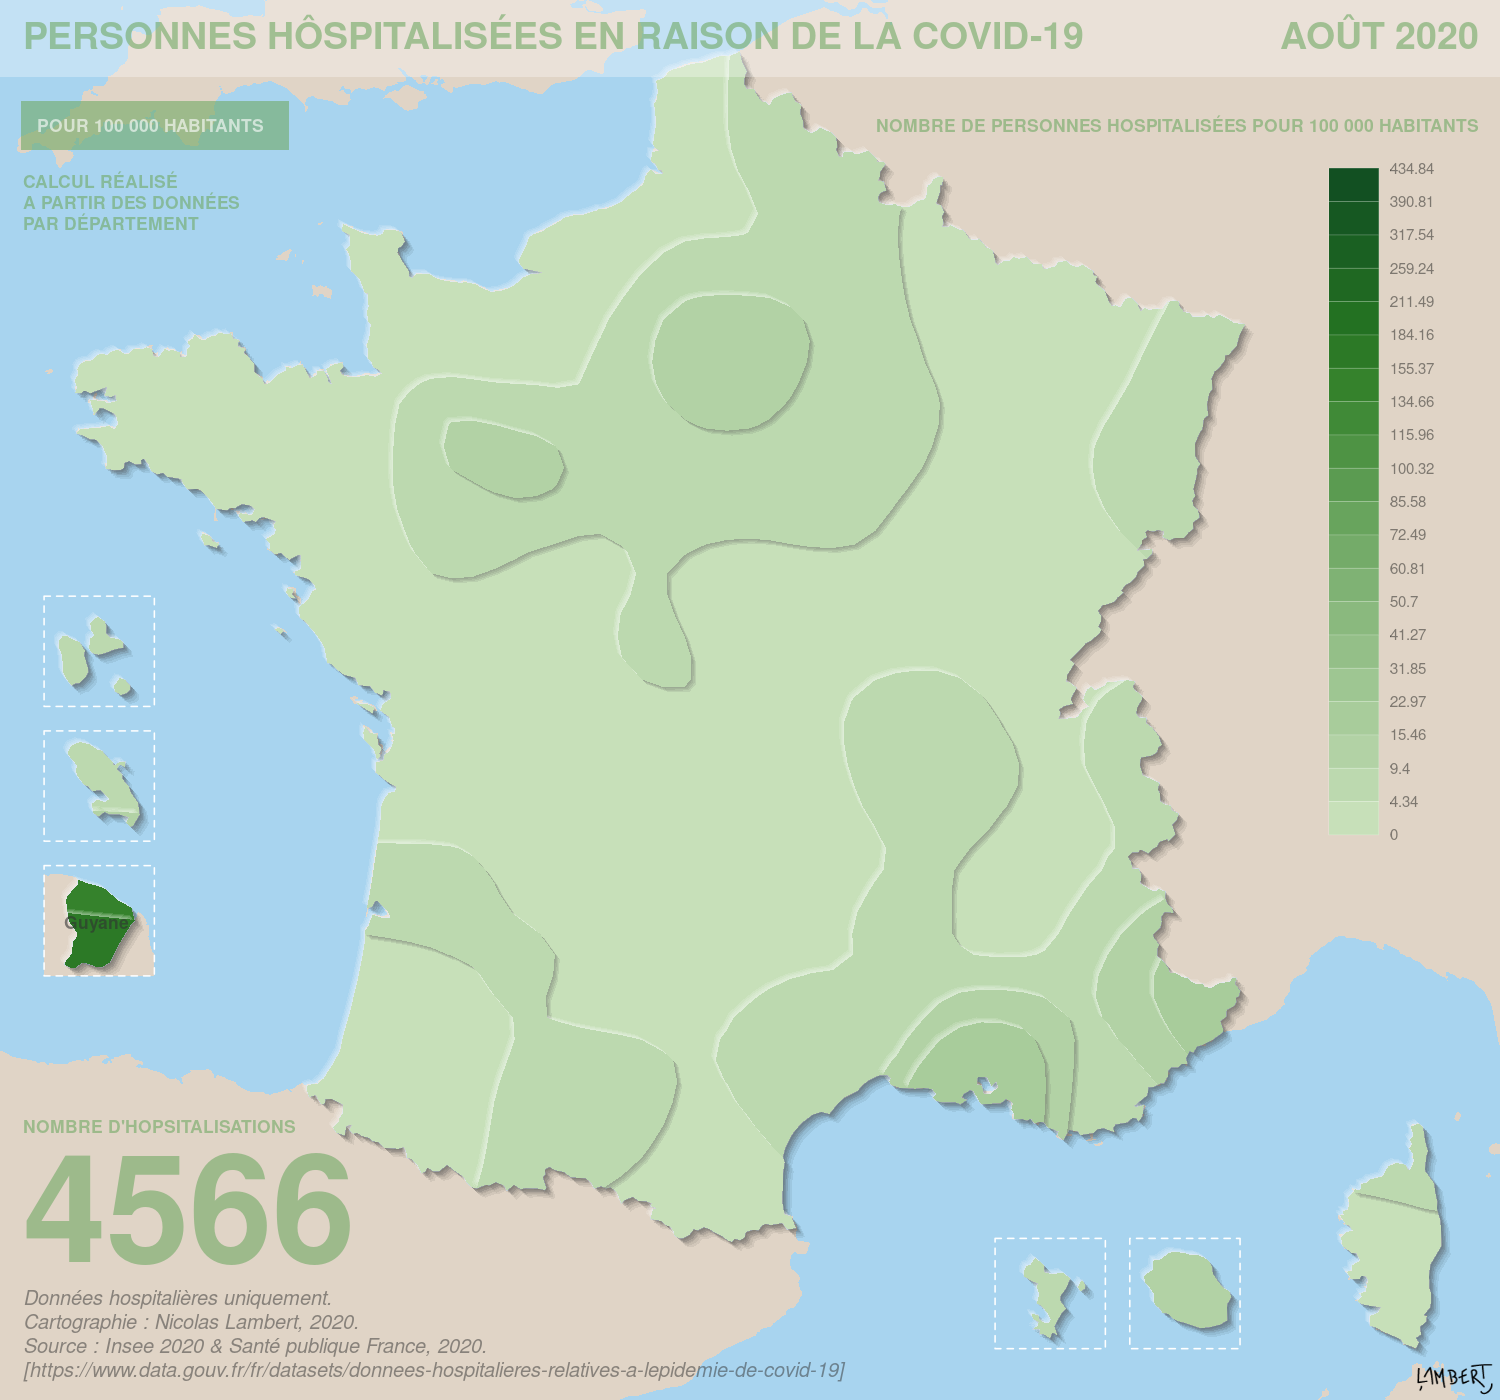 PERSONNES HÔSPITALISÉES EN RAISON DE LA COVID-19
AOÛT 2020
POUR 100 000 HABITANTS
CALCUL RÉALISÉ
A PARTIR DES DONNÉES
PAR DÉPARTEMENT
NOMBRE DE PERSONNES HOSPITALISÉES POUR 100 000 HABITANTS
434.84
390.81
317.54
259.24
211.49
184.16
155.37
134.66
115.96
100.32
85.58
72.49
60.81
50.7
41.27
31.85
22.97
15.46
9.4
4.34
0
Guyane
NOMBRE D'HOPSITALISATIONS
4566
Données hospitalières uniquement.
Cartographie : Nicolas Lambert, 2020.
Source : Insee 2020 & Santé publique France, 2020.
[https://www.data.gouv.fr/fr/datasets/donnees-hospitalieres-relatives-a-lepidemie-de-covid-19]
LAMBERT